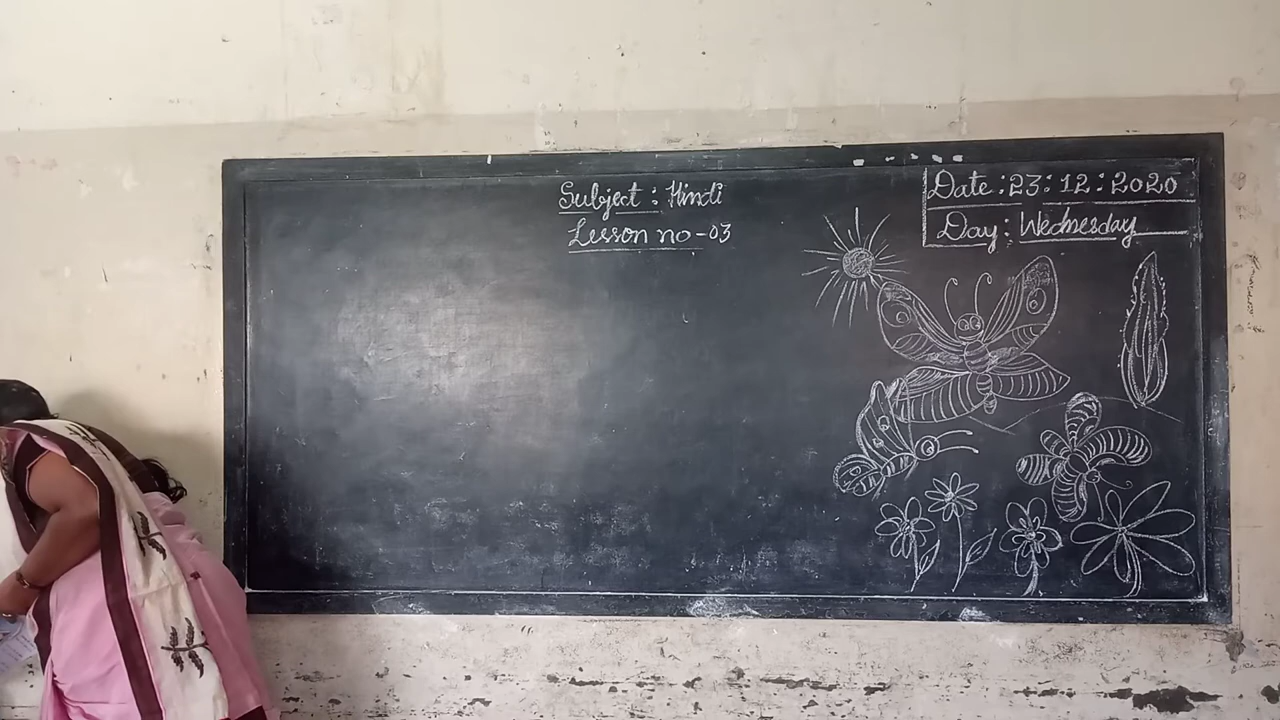 Subject : Hindi
Lesson no - 03
Date : 23 : 12 : 2020
Day : Wednesday